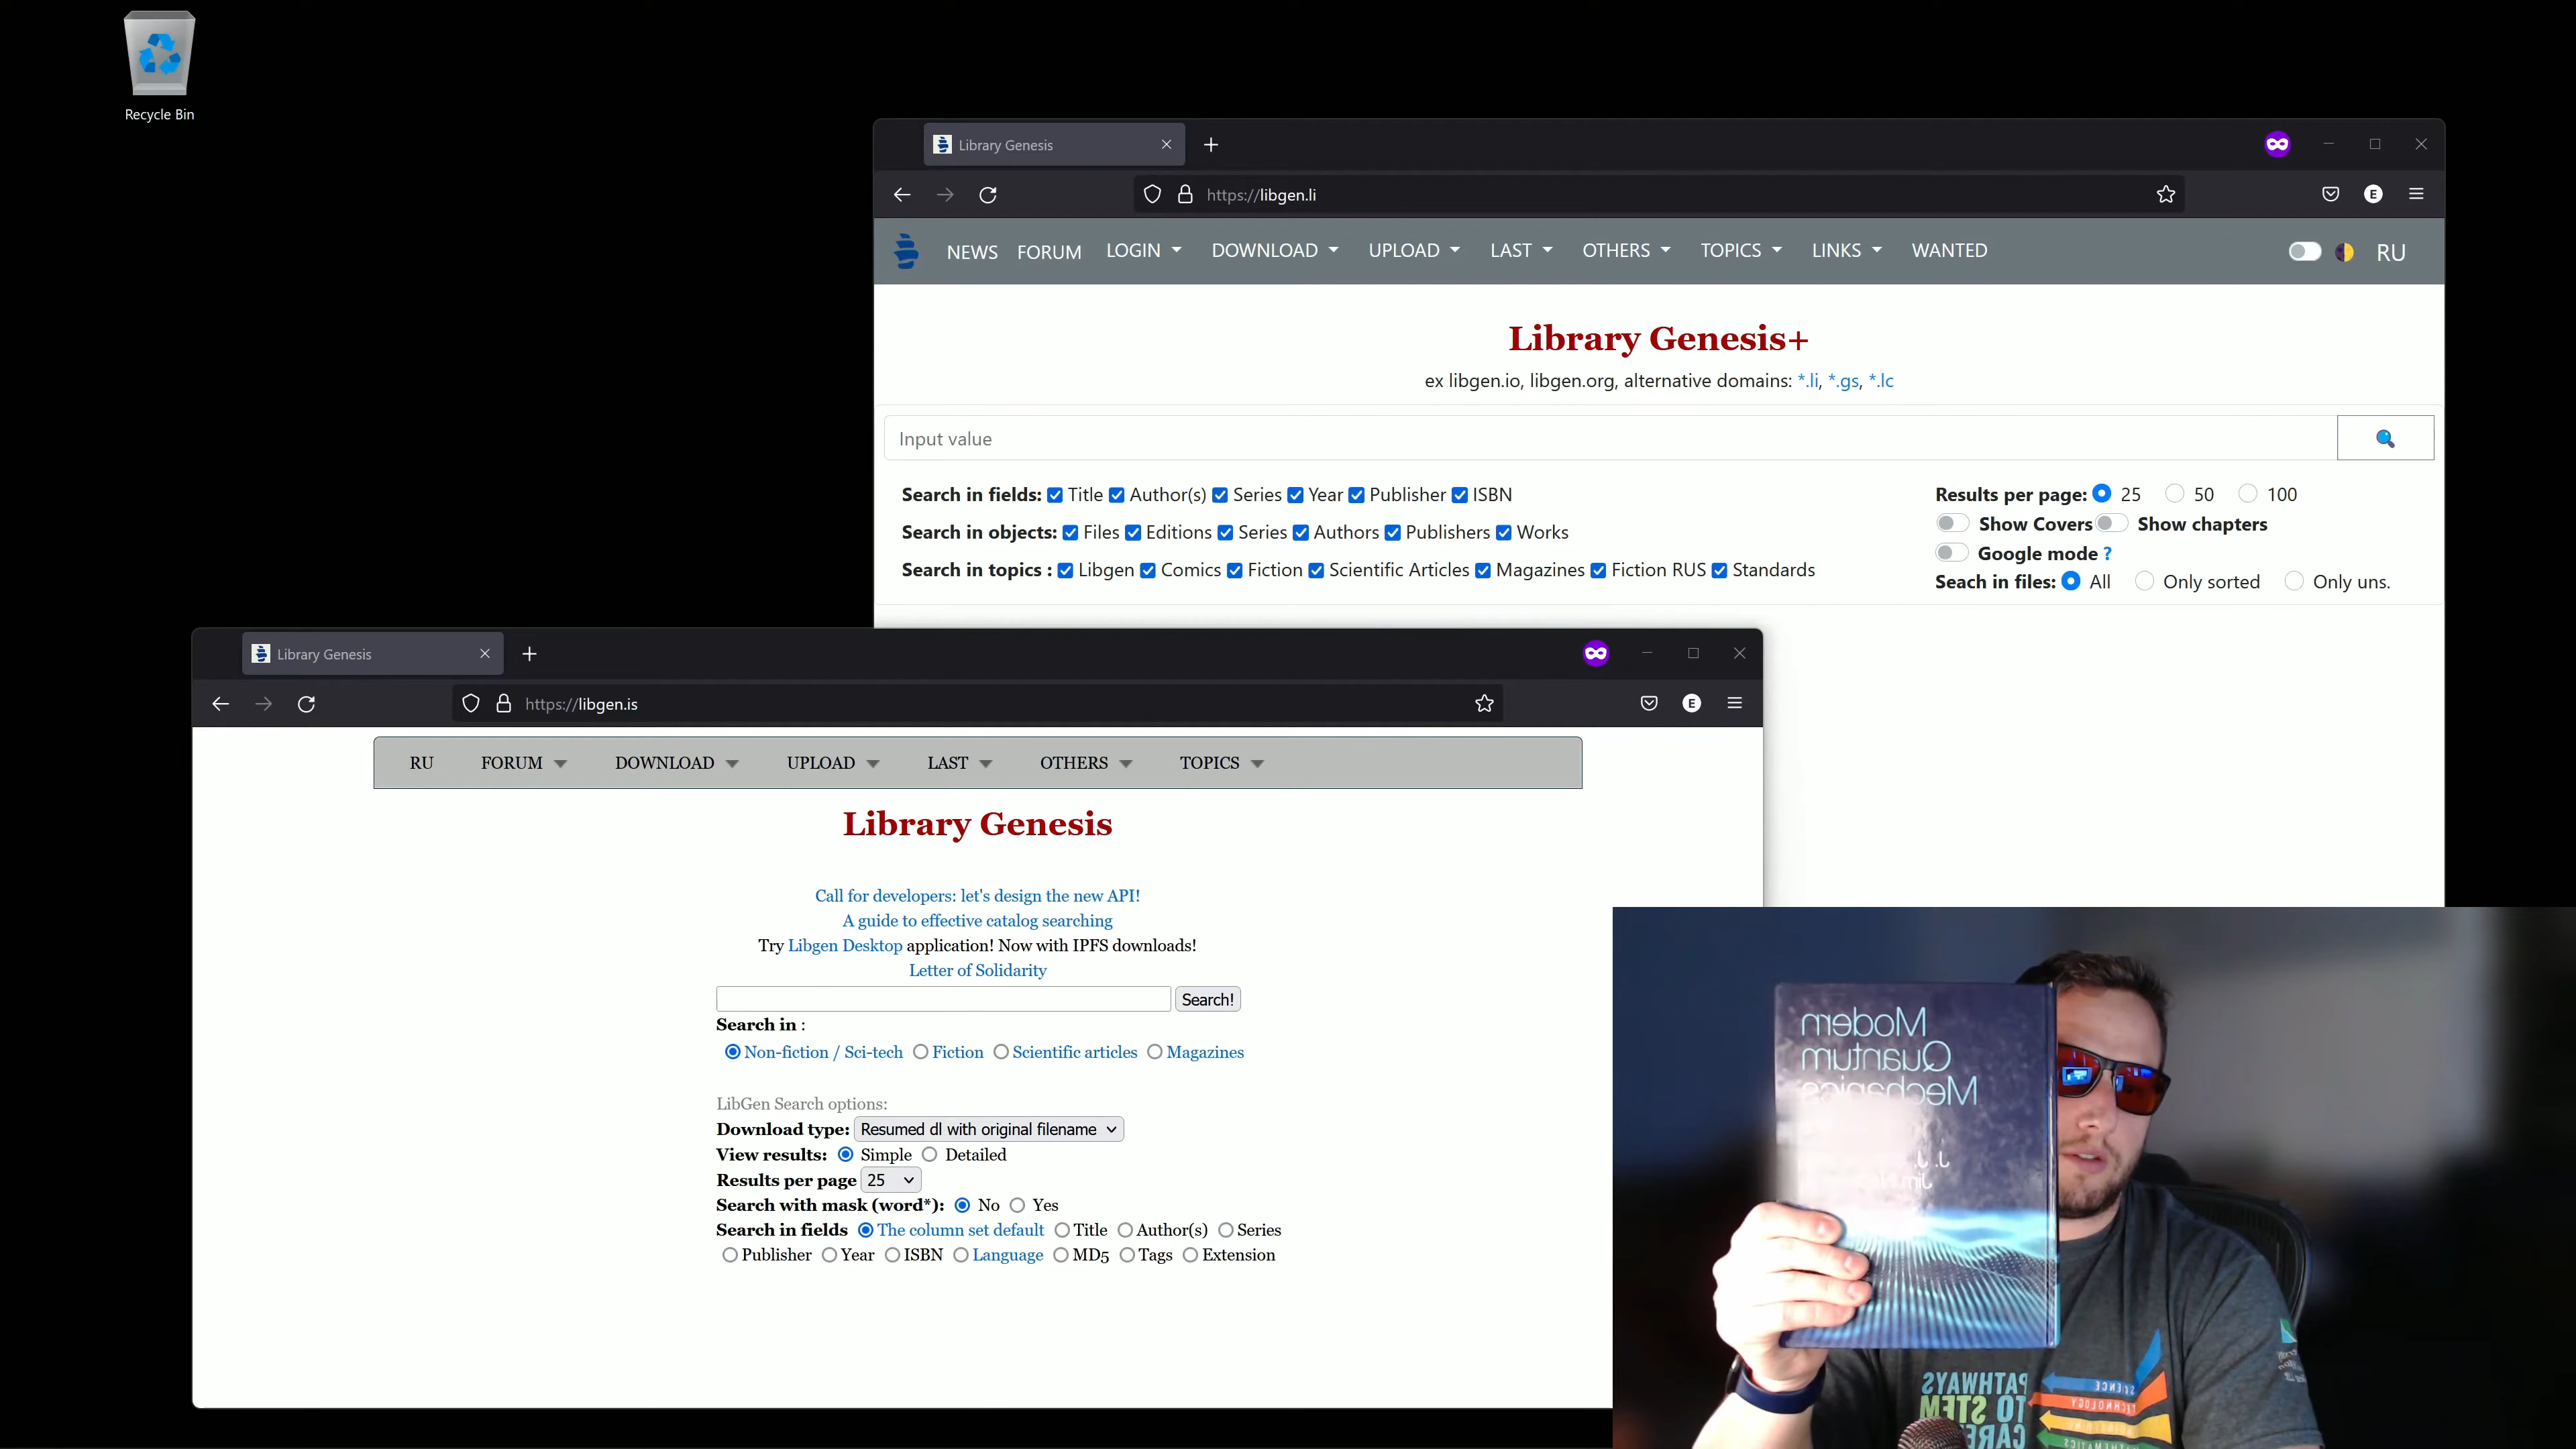 Recycle Bin
Library Genesis
https://libgen.li
E
NEWS FORUM LOGIN DOWNLOAD UPLOAD LAST OTHERS TOPICS LINKS WANTED RU
Library Genesis+
ex libgen.io, libgen.org, alternative domains: *.li, *.gs, *.lc
Input value
Search in fields: Title Author(s) Series Year Publisher ISBN
Results per page: 25 50 100
Search in objects: Files Editions Series Authors Publishers Works
Show Covers Show chapters
Google mode ?
Search in topics : Libgen Comics Fiction Scientific Articles Magazines Fiction RUS Standards
Seach in files: All Only sorted Only uns.
Library Genesis
https://libgen.is
E
RU FORUM DOWNLOAD UPLOAD LAST OTHERS TOPICS
Library Genesis
Call for developers: let's design the new API!
A guide to effective catalog searching
Try Libgen Desktop application! Now with IPFS downloads!
Letter of Solidarity
Search!
Search in :
Non-fiction / Sci-tech Fiction Scientific articles Magazines
LibGen Search options:
Download type: Resumed dl with original filename
View results: Simple Detailed
Results per page 25
Search with mask (word*): No Yes
Search in fields The column set default Title Author(s) Series
Publisher Year ISBN Language MD5 Tags Extension
Modern
Quantum
Mechanics
J. J.
Jim
PATHWAYS
TO STEM
SCIENCE
TECHNOLOGY